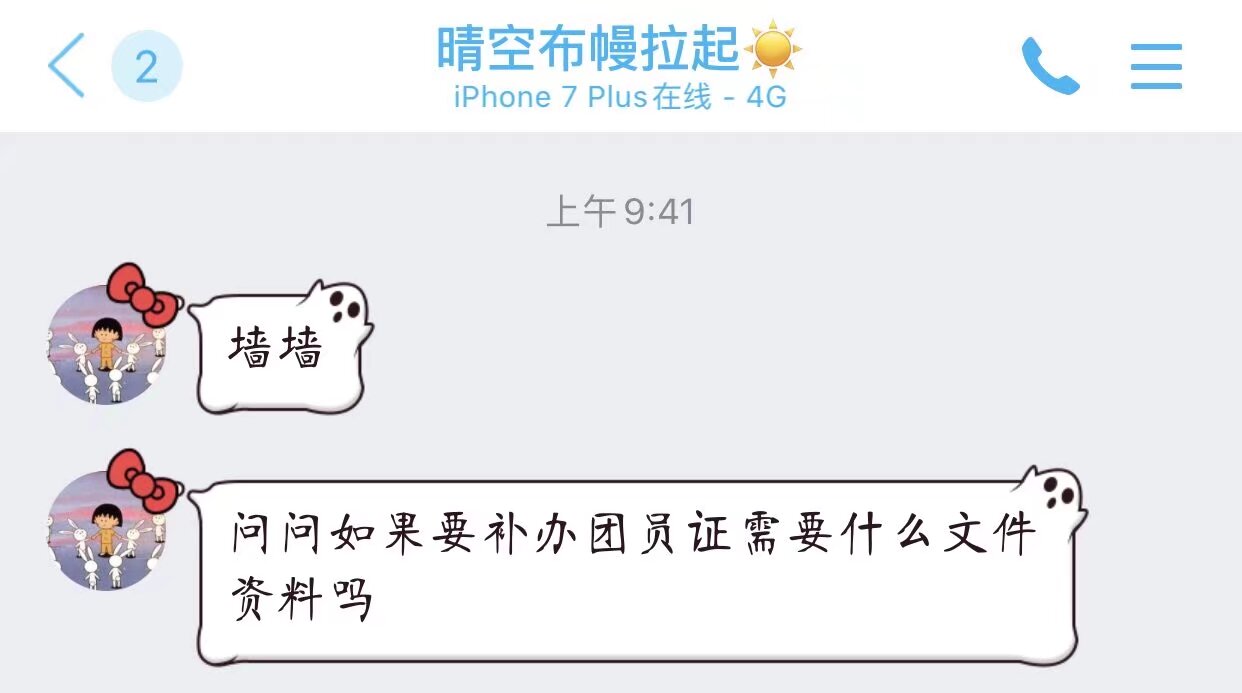 2
晴空布幔拉起☀️
iPhone 7 Plus在线 - 4G
上午 9:41
墙墙
问问如果要补办团员证需要什么文件
资料吗